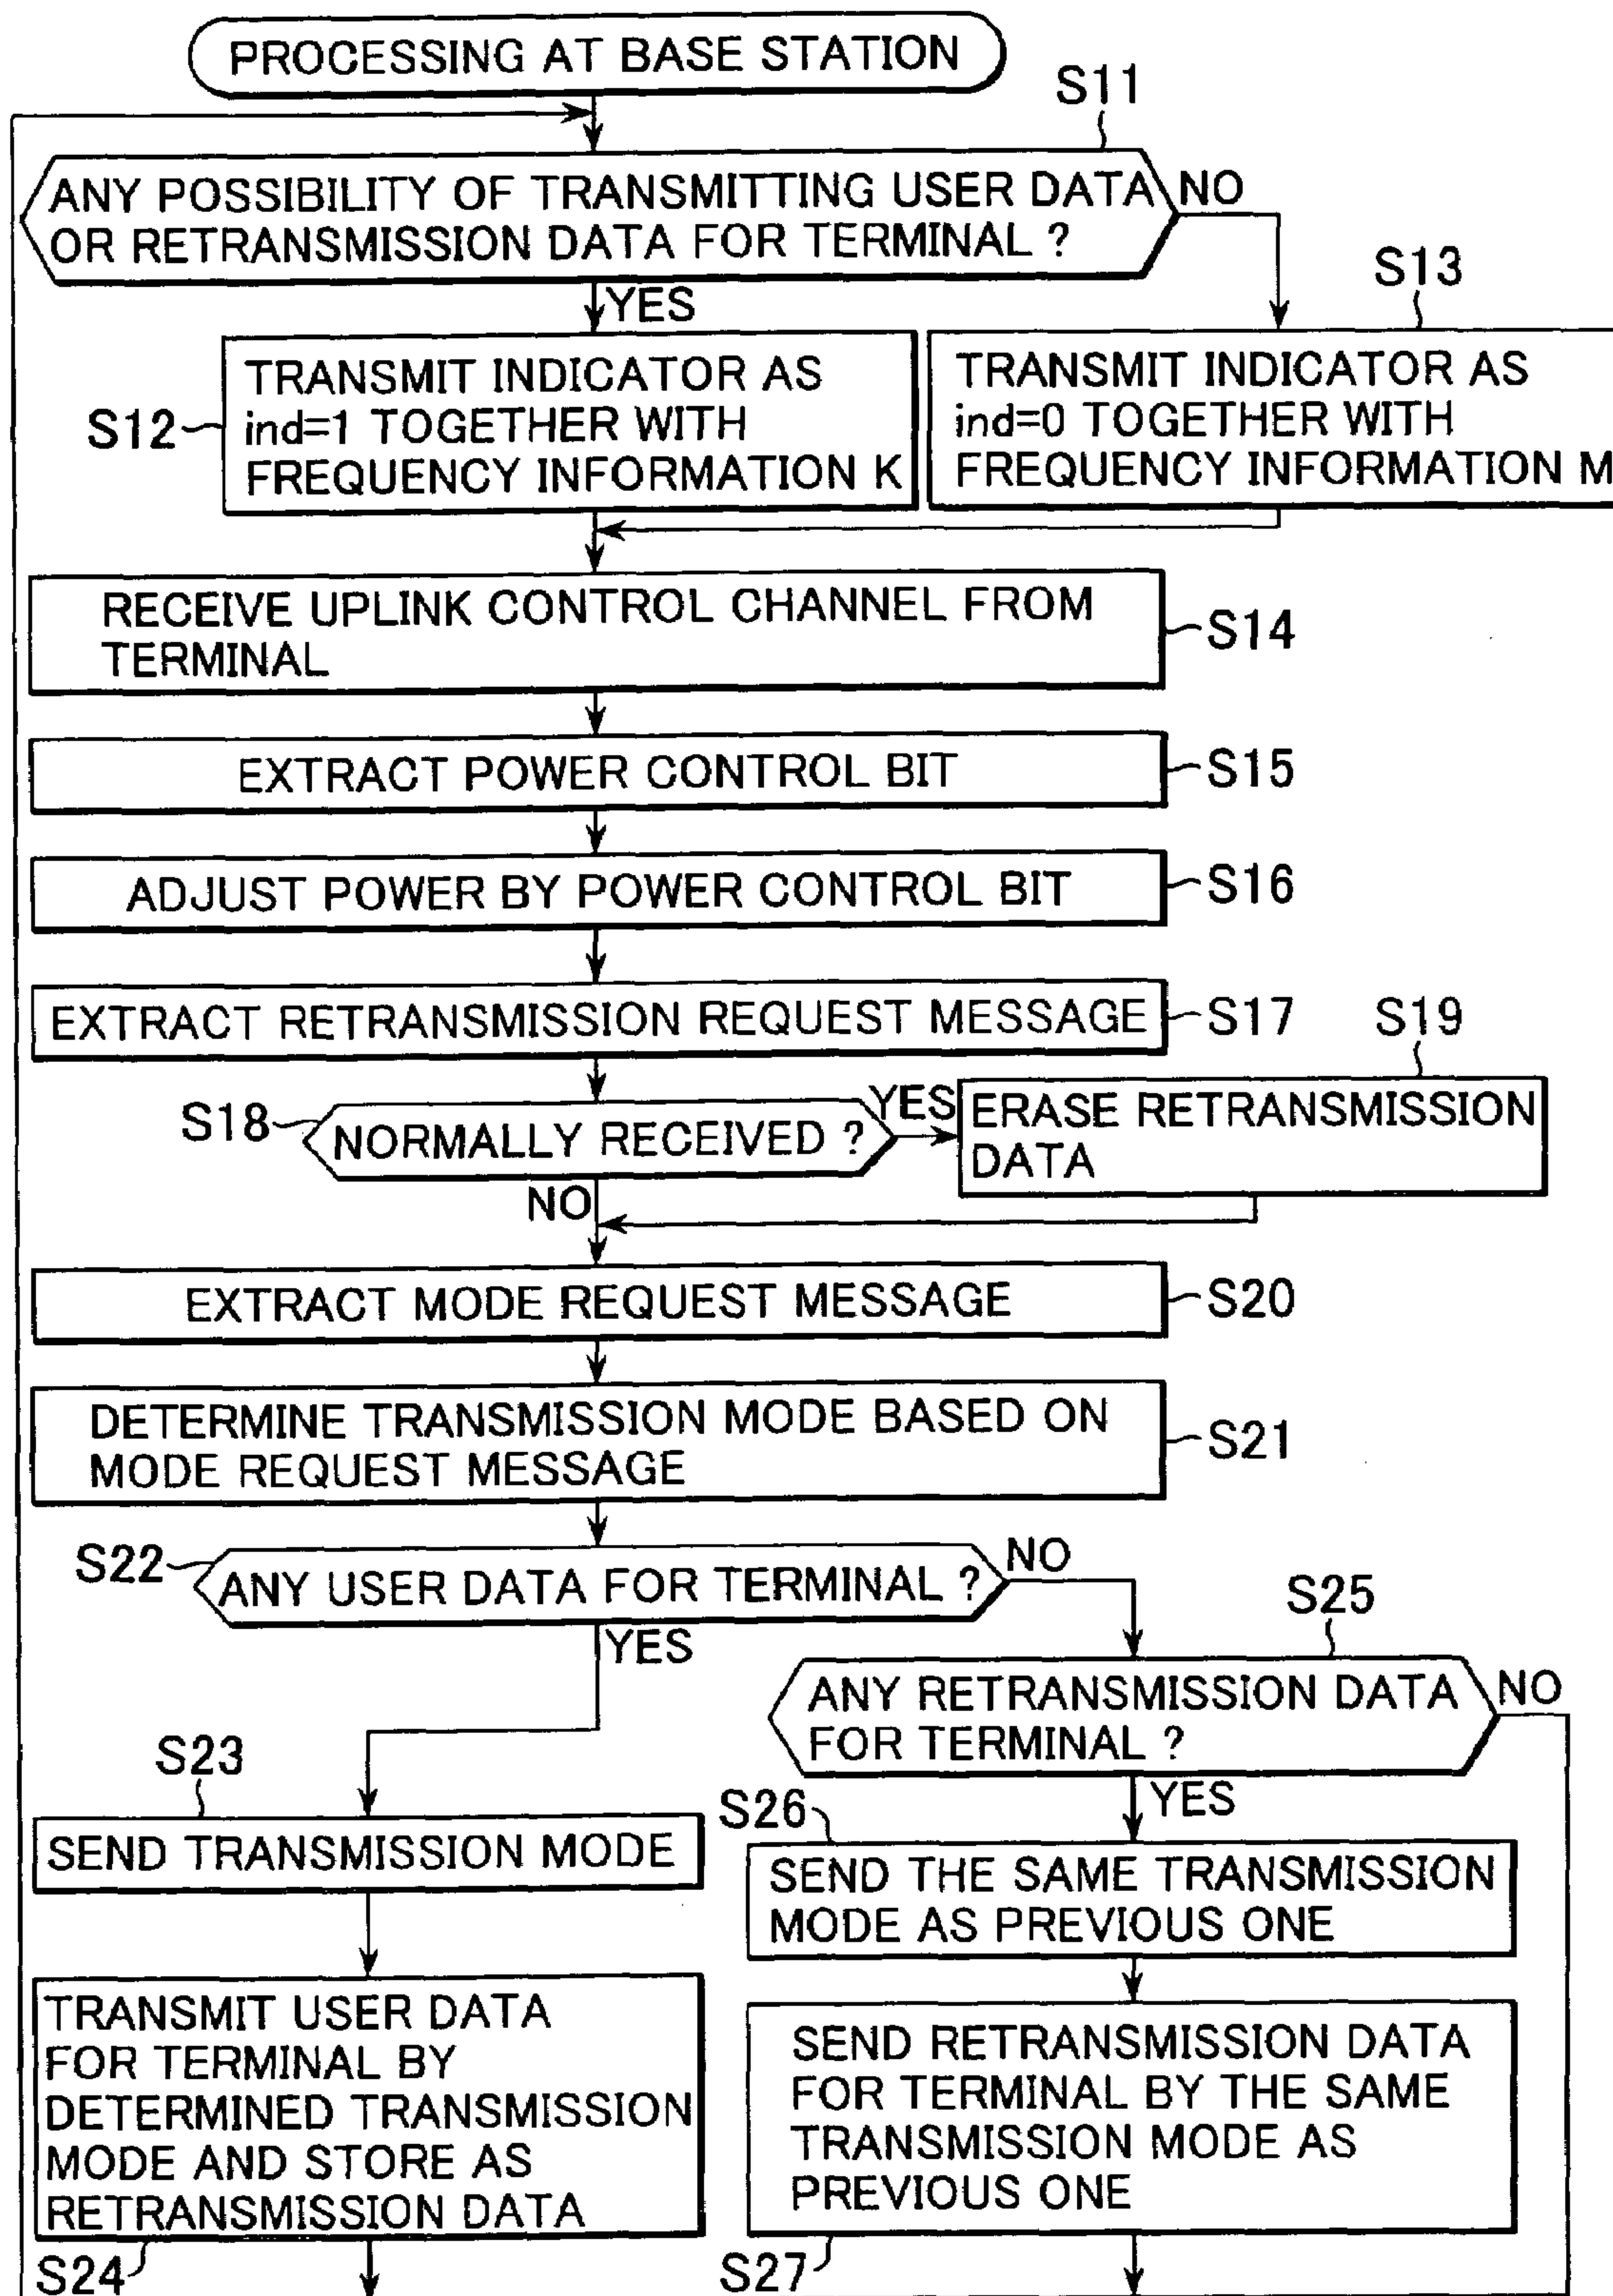 PROCESSING AT BASE STATION
S11
ANY POSSIBILITY OF TRANSMITTING USER DATA
OR RETRANSMISSION DATA FOR TERMINAL ?
NO
YES
S12
TRANSMIT INDICATOR AS
ind=1 TOGETHER WITH
FREQUENCY INFORMATION K
S13
TRANSMIT INDICATOR AS
ind=0 TOGETHER WITH
FREQUENCY INFORMATION M
RECEIVE UPLINK CONTROL CHANNEL FROM
TERMINAL
S14
EXTRACT POWER CONTROL BIT
S15
ADJUST POWER BY POWER CONTROL BIT
S16
EXTRACT RETRANSMISSION REQUEST MESSAGE
S17
S18
NORMALLY RECEIVED ?
YES
NO
S19
ERASE RETRANSMISSION
DATA
EXTRACT MODE REQUEST MESSAGE
S20
DETERMINE TRANSMISSION MODE BASED ON
MODE REQUEST MESSAGE
S21
S22
ANY USER DATA FOR TERMINAL ?
NO
YES
S25
ANY RETRANSMISSION DATA
FOR TERMINAL ?
NO
YES
S23
SEND TRANSMISSION MODE
S26
SEND THE SAME TRANSMISSION
MODE AS PREVIOUS ONE
TRANSMIT USER DATA
FOR TERMINAL BY
DETERMINED TRANSMISSION
MODE AND STORE AS
RETRANSMISSION DATA
S24
SEND RETRANSMISSION DATA
FOR TERMINAL BY THE SAME
TRANSMISSION MODE AS
PREVIOUS ONE
S27